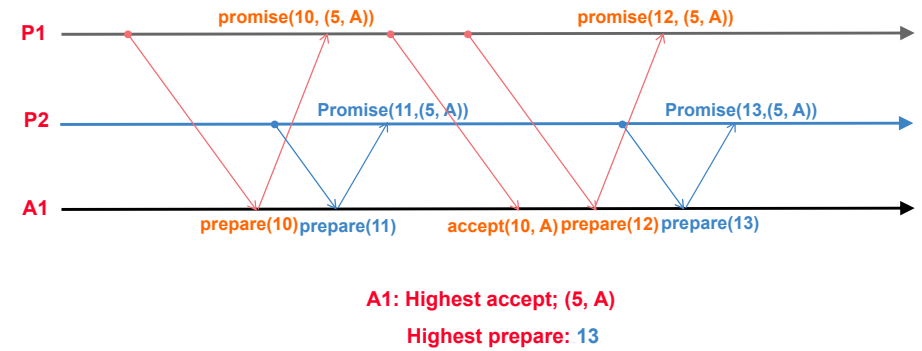 promise(10, (5, A))
promise(12, (5, A))
P1
Promise(11,(5, A))
Promise(13,(5, A))
P2
A1
prepare(10)
prepare(11)
accept(10, A)
prepare(12)
prepare(13)
A1: Highest accept; (5, A)
Highest prepare: 13